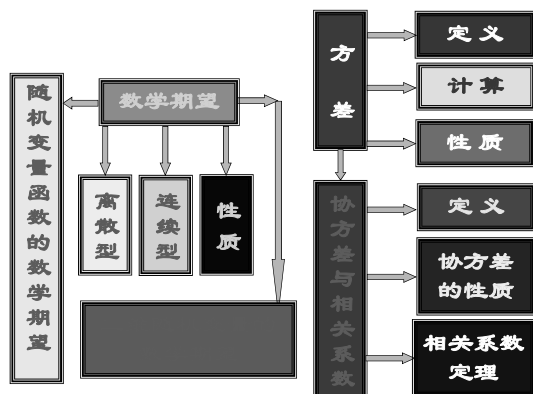 随机变量函数的数学期望
数学期望
离散型
连续型
性质
方差
定义
计算
性质
协方差与相关系数
定义
协方差
的性质
相关系数
定理